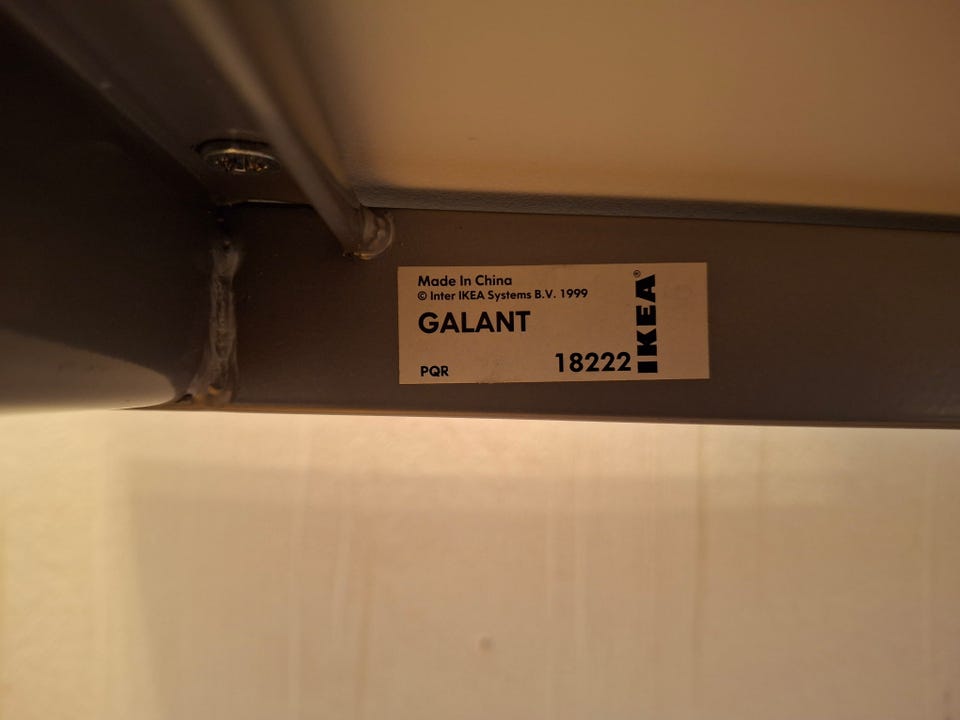 Made In China
© Inter IKEA Systems B.V. 1999
GALANT
PQR
18222
IKEA®